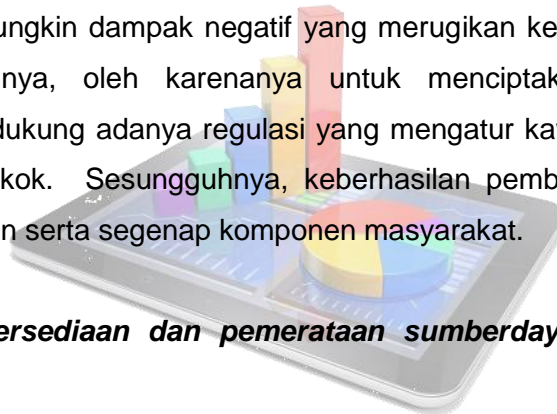 ungkin dampak negatif yang merugikan ke
nya, oleh karenanya untuk menciptak
dukung adanya regulasi yang mengatur ka
kok. Sesungguhnya, keberhasilan pemb
n serta segenap komponen masyarakat.
ersediaan dan pemerataan sumberday